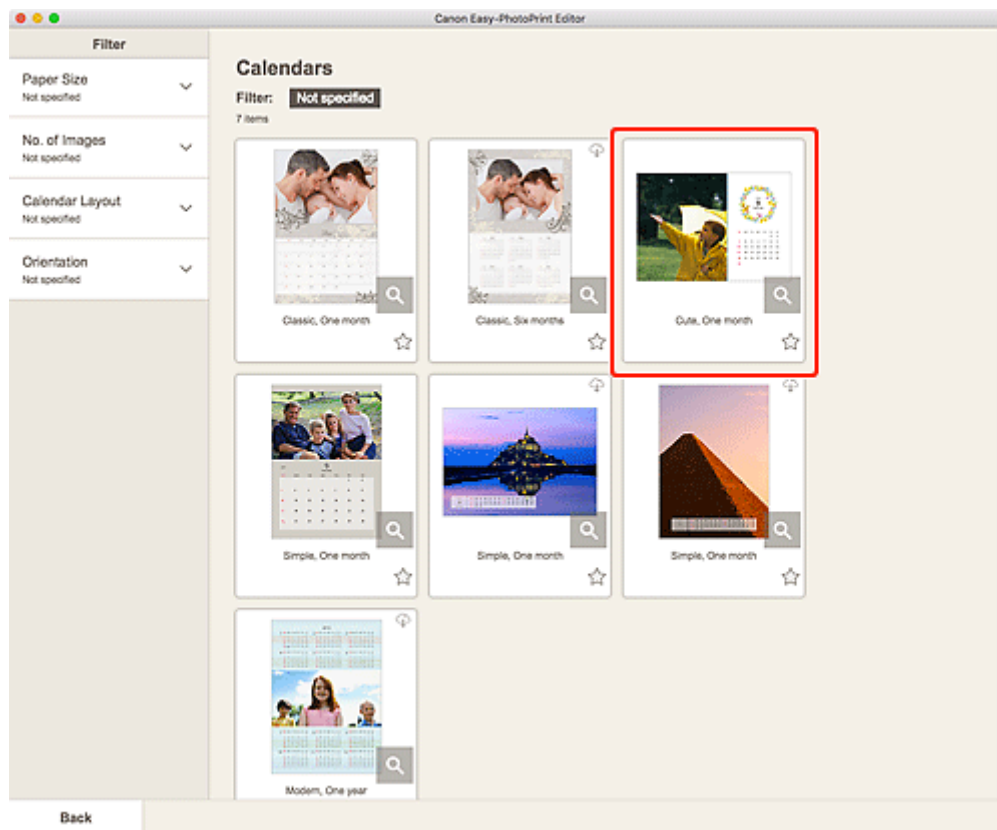 Canon Easy-PhotoPrint Editor
Filter
Paper Size
Not specified
No. of Images
Not specified
Calendar Layout
Not specified
Orientation
Not specified
Calendars
Filter: Not specified
7 items
Classic, One month
Classic, Six months
Cute, One month
Simple, One month
Simple, One month
Simple, One month
Modern, One year
Back